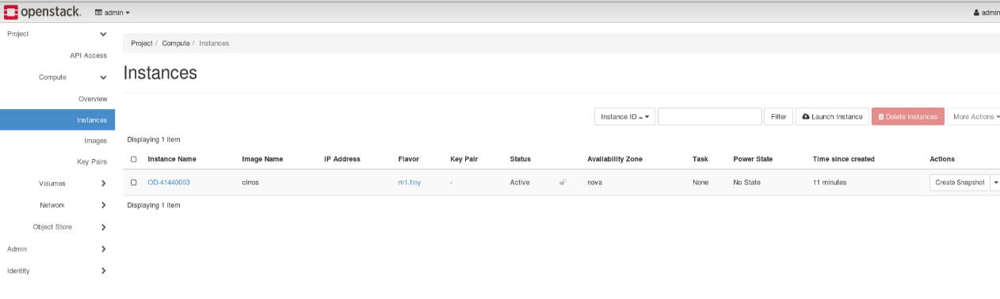 openstack. admin admin
Project
API Access
Compute
Overview
Instances
Images
Key Pairs
Volumes
Network
Object Store
Admin
Identity
Project / Compute / Instances
Instances
Instance ID = Filter Launch Instance Delete Instances More Actions
Displaying 1 item
Instance Name Image Name IP Address Flavor Key Pair Status Availability Zone Task Power State Time since created Actions
OD-41440003 cirros m1.tiny - Active nova None No State 11 minutes Create Snapshot
Displaying 1 item